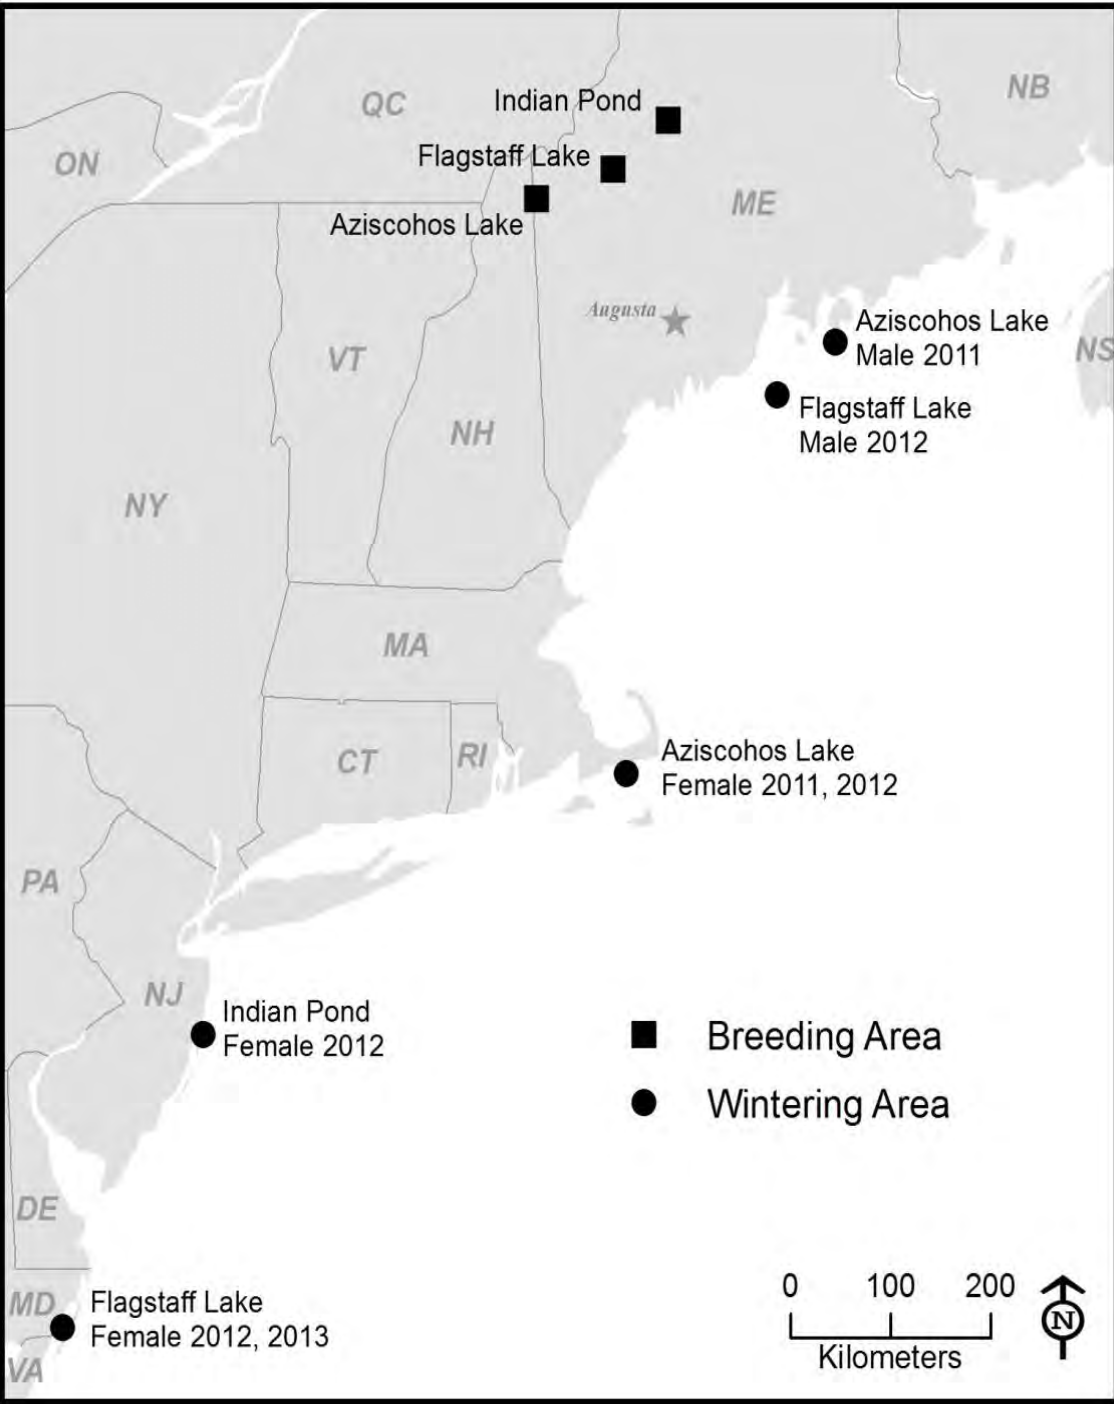 NB
Indian Pond
QC
Flagstaff Lake
ON
ME
Aziscohos Lake
Augusta
Aziscohos Lake
Male 2011
NS
VT
Flagstaff Lake
Male 2012
NH
NY
MA
Aziscohos Lake
Female 2011, 2012
CT
RI
PA
NJ
Indian Pond
Female 2012
Breeding Area
Wintering Area
DE
0 100 200
Kilometers
N
MD
Flagstaff Lake
Female 2012, 2013
VA